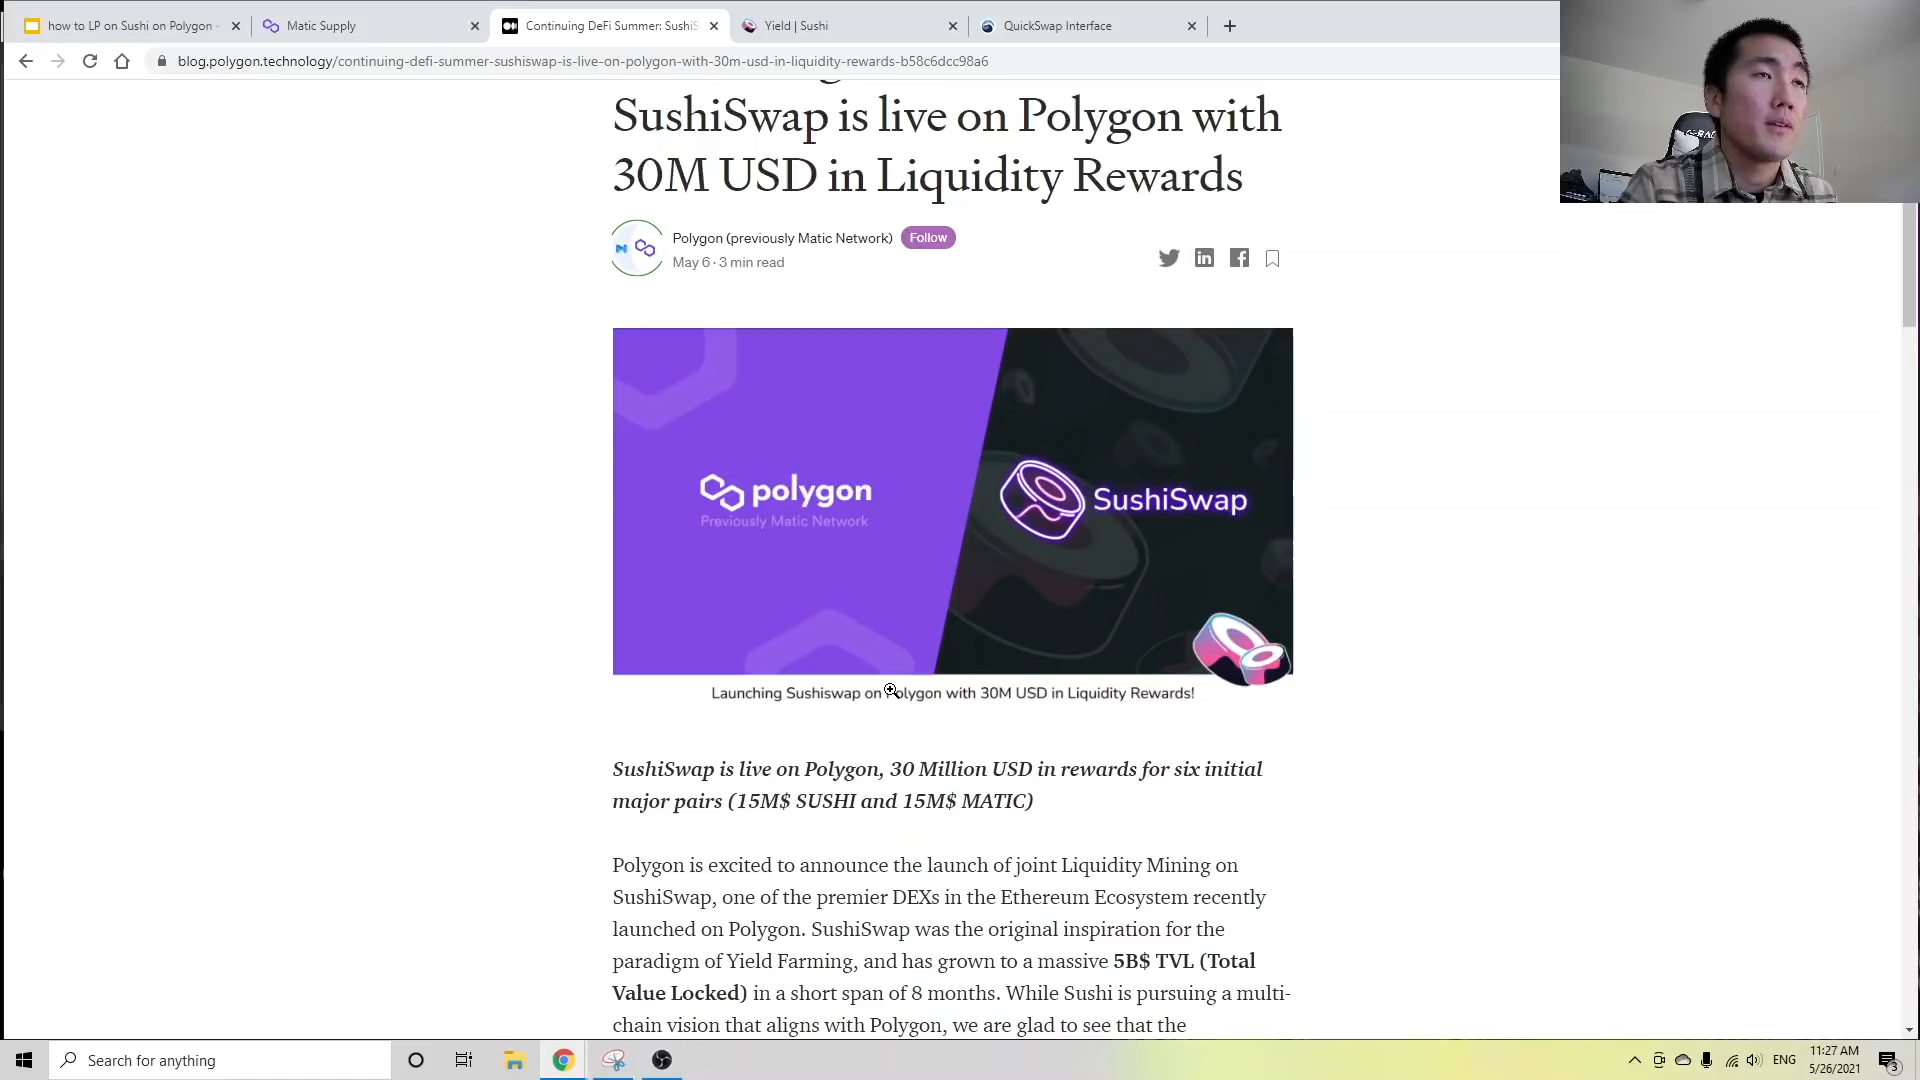 how to LP on Sushi on Polygon -
Matic Supply
Continuing DeFi Summer: SushiS
Yield | Sushi
QuickSwap Interface
blog.polygon.technology/continuing-defi-summer-sushiswap-is-live-on-polygon-with-30m-usd-in-liquidity-rewards-b58c6dcc98a6
SushiSwap is live on Polygon with
30M USD in Liquidity Rewards
Polygon (previously Matic Network) Follow
May 6 · 3 min read
polygon
Previously Matic Network
SushiSwap
Launching Sushiswap on Polygon with 30M USD in Liquidity Rewards!
SushiSwap is live on Polygon, 30 Million USD in rewards for six initial
major pairs (15M$ SUSHI and 15M$ MATIC)
Polygon is excited to announce the launch of joint Liquidity Mining on
SushiSwap, one of the premier DEXs in the Ethereum Ecosystem recently
launched on Polygon. SushiSwap was the original inspiration for the
paradigm of Yield Farming, and has grown to a massive 5B$ TVL (Total
Value Locked) in a short span of 8 months. While Sushi is pursuing a multi-
chain vision that aligns with Polygon, we are glad to see that the
Search for anything
ENG
11:27 AM
5/26/2021
3